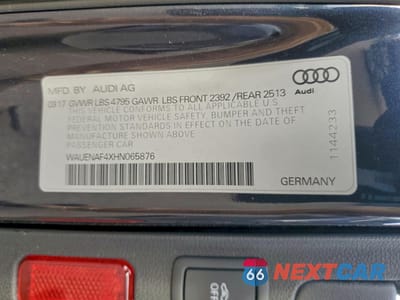 MFD. BY AUDI AG
03/17 GVWR LBS 4795 GAWR LBS FRONT 2392 /REAR 2513
THIS VEHICLE CONFORMS TO ALL APPLICABLE U.S.
FEDERAL MOTOR VEHICLE SAFETY, BUMPER AND THEFT
PREVENTION STANDARDS IN EFFECT ON THE DATE OF
MANUFACTURE SHOWN ABOVE
PASSENGER CAR
WAUENAF4XHN065876
GERMANY
1144233
OFF
66 NEXTCAR